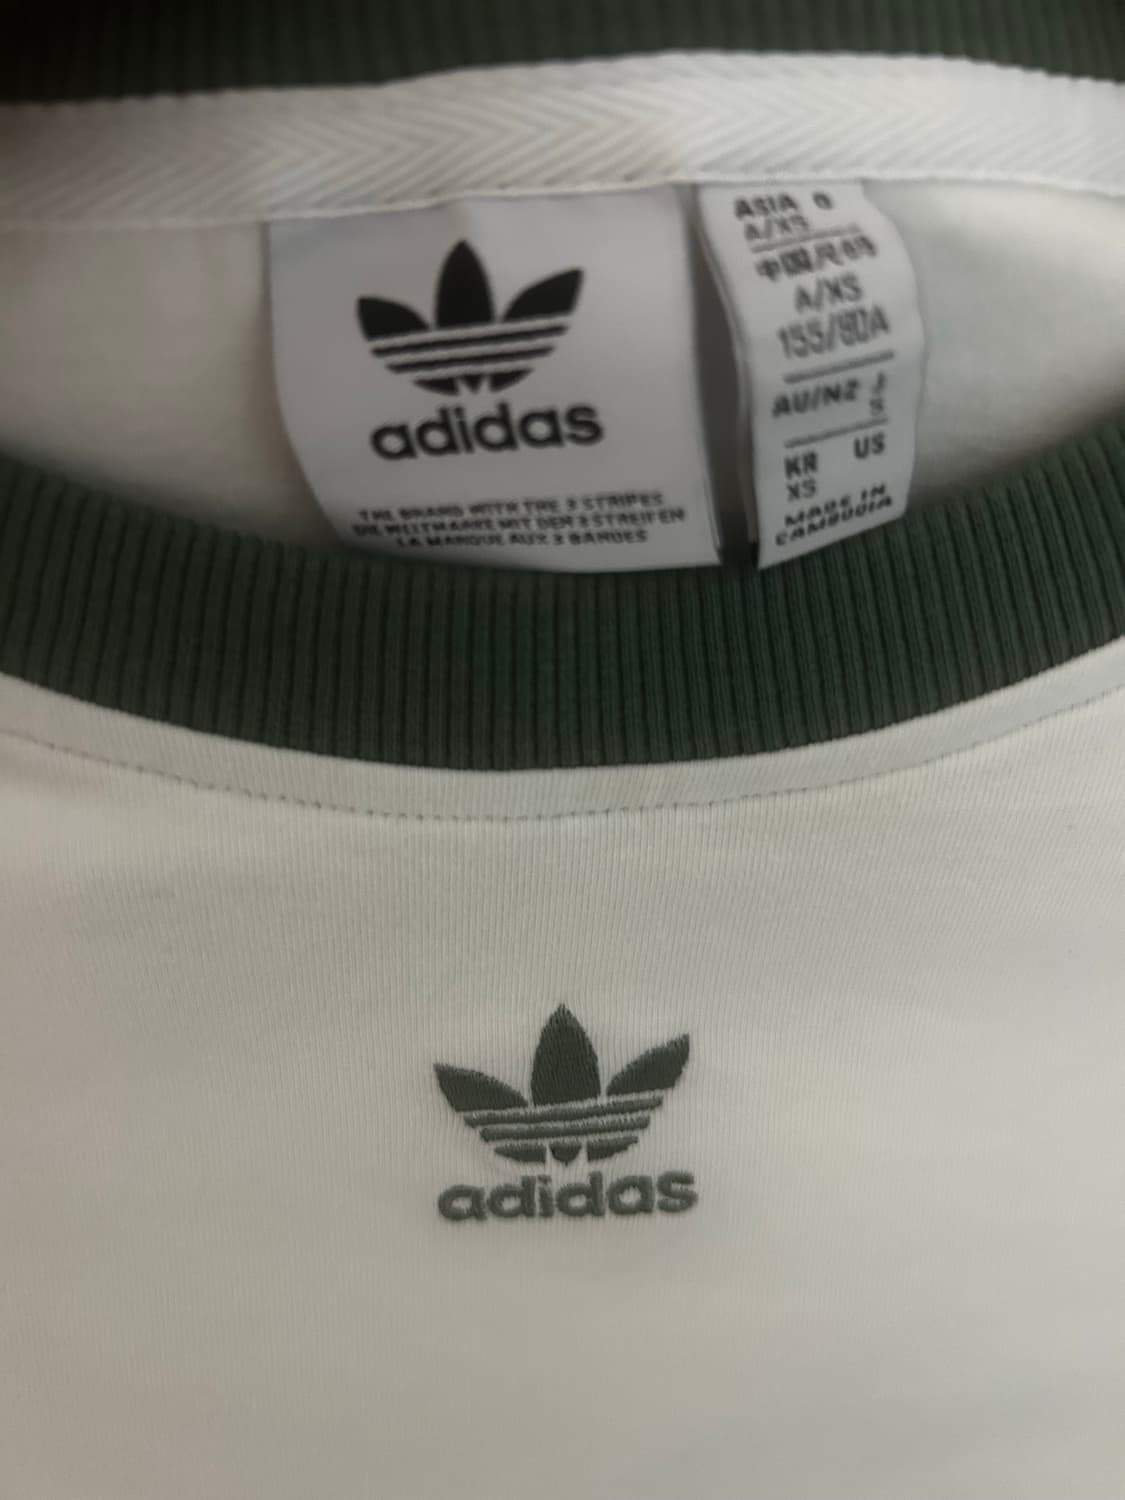 adidas
THE BRAND WITH THE 3 STRIPES
DIE WELTMARKE MIT DEN 3 STREIFEN
LA MARQUE AUX 3 BANDES
ASIA
A/XS
中国尺码
A/XS
155/80A
AU/NZ
KR US
XS
MADE IN
CAMBODIA
adidas